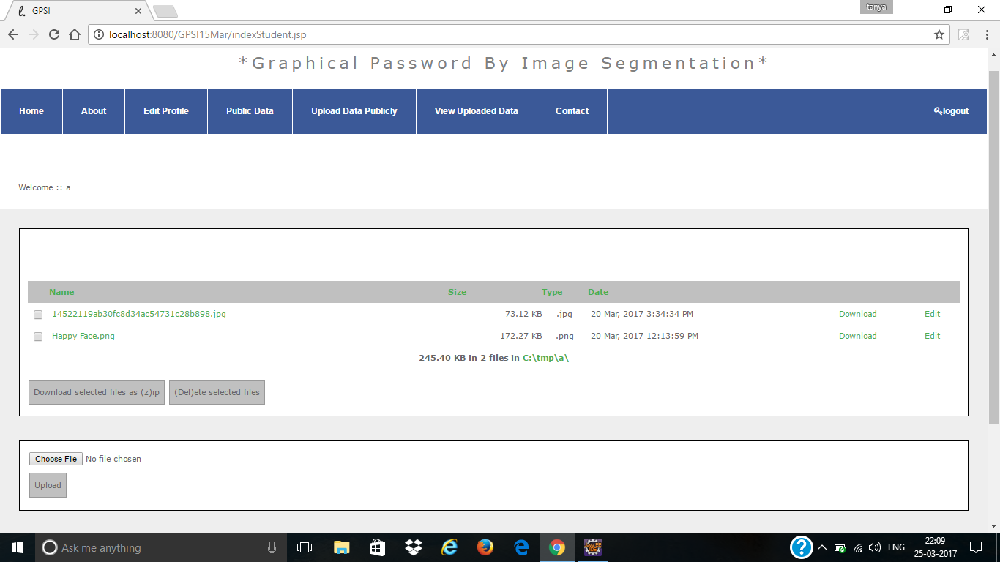 GPSI
tanya
localhost:8080/GPSI15Mar/indexStudent.jsp
*Graphical Password By Image Segmentation*
Home About Edit Profile Public Data Upload Data Publicly View Uploaded Data Contact logout
Welcome :: a
Name Size Type Date
14522119ab30fc8d34ac54731c28b898.jpg 73.12 KB .jpg 20 Mar, 2017 3:34:34 PM Download Edit
Happy Face.png 172.27 KB .png 20 Mar, 2017 12:13:59 PM Download Edit
245.40 KB in 2 files in C:\tmp\a\
Download selected files as (z)ip (Del)ete selected files
Choose File No file chosen
Upload
Ask me anything ENG 22:09
25-03-2017